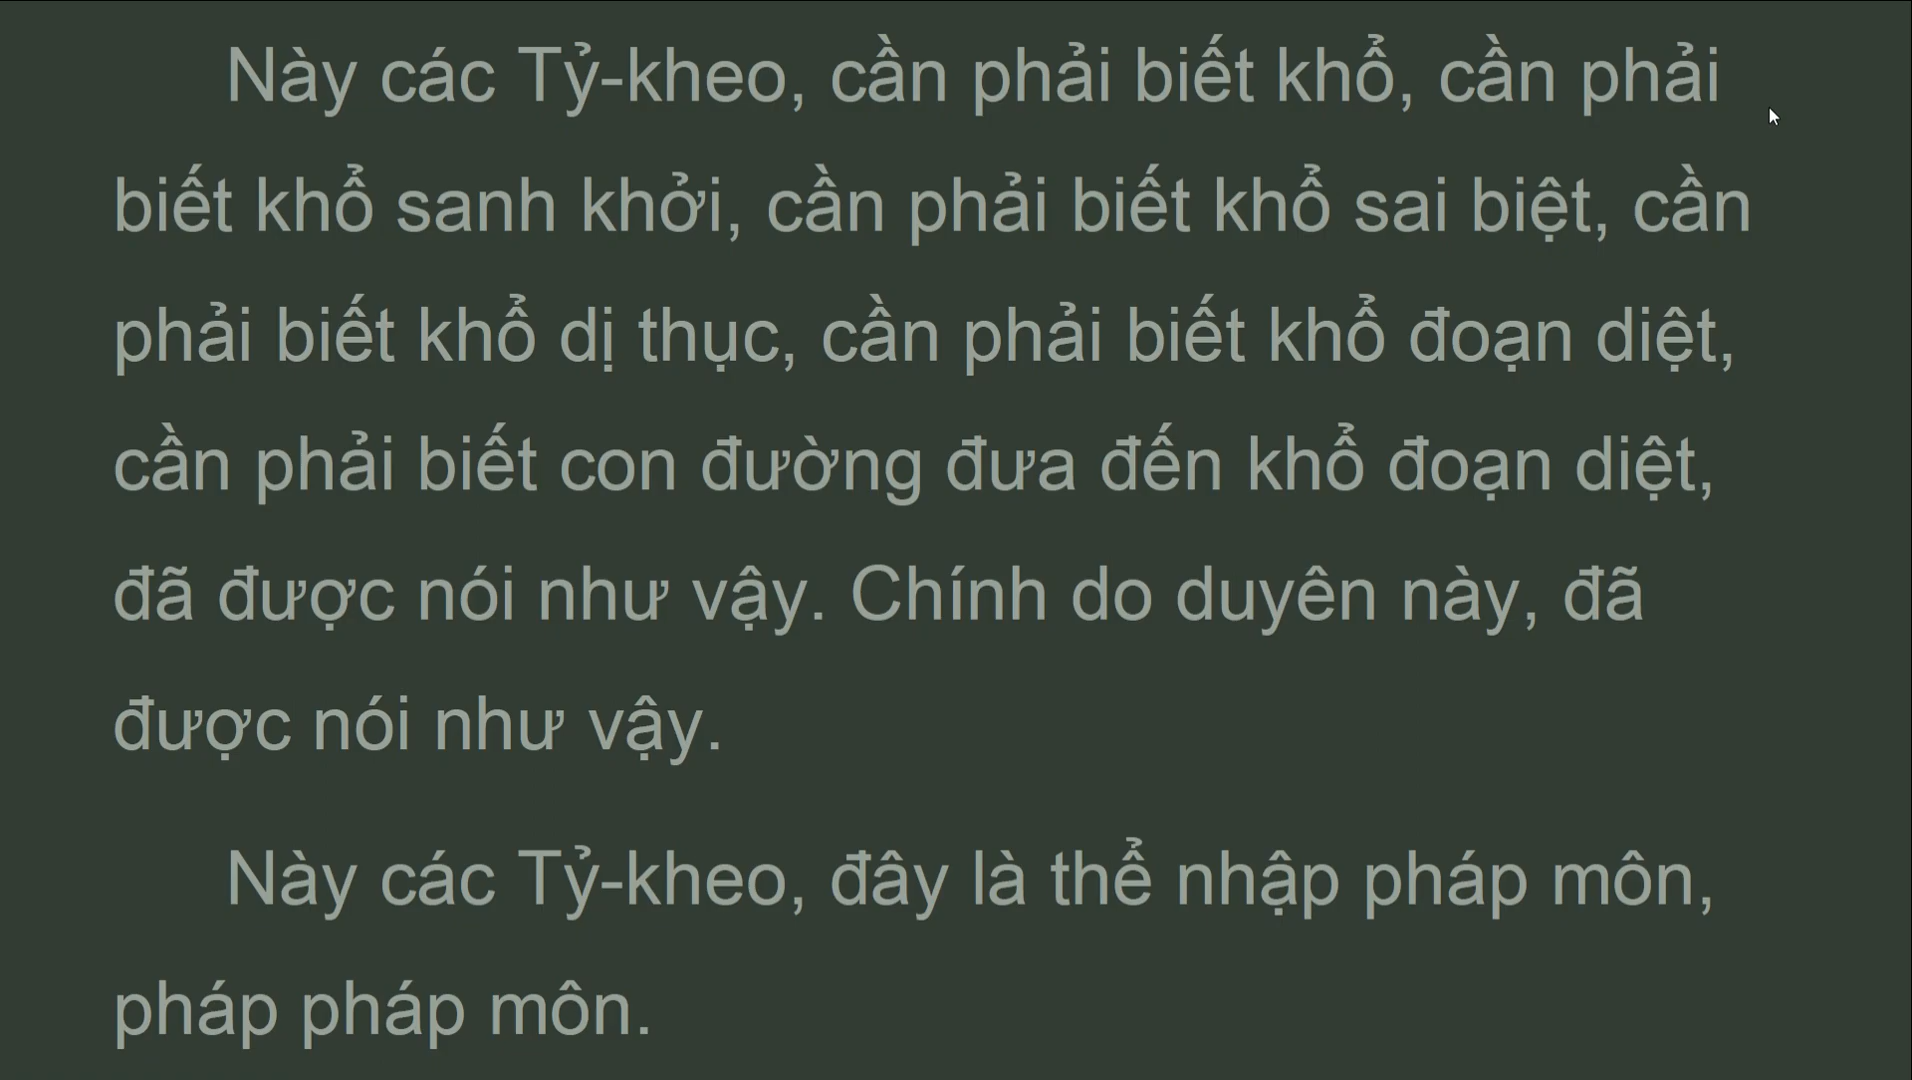 Này các Tỷ-kheo, cần phải biết khổ, cần phải
biết khổ sanh khởi, cần phải biết khổ sai biệt, cần
phải biết khổ dị thục, cần phải biết khổ đoạn diệt,
cần phải biết con đường đưa đến khổ đoạn diệt,
đã được nói như vậy. Chính do duyên này, đã
được nói như vậy.
Này các Tỷ-kheo, đây là thể nhập pháp môn,
pháp pháp môn.